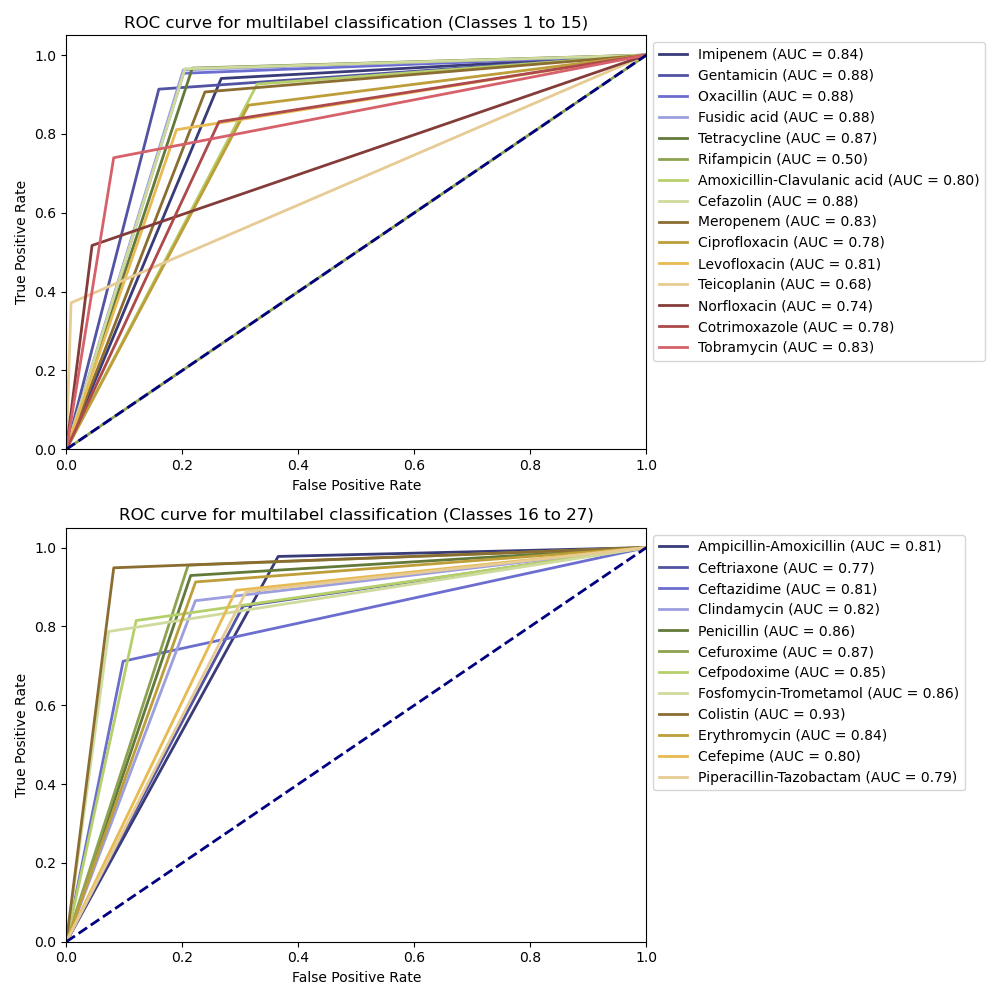 ROC curve for multilabel classification (Classes 1 to 15)
1.0
0.8
0.6
0.4
0.2
0.0
True Positive Rate
0.0 0.2 0.4 0.6 0.8 1.0
False Positive Rate
Imipenem (AUC = 0.84)
Gentamicin (AUC = 0.88)
Oxacillin (AUC = 0.88)
Fusidic acid (AUC = 0.88)
Tetracycline (AUC = 0.87)
Rifampicin (AUC = 0.50)
Amoxicillin-Clavulanic acid (AUC = 0.80)
Cefazolin (AUC = 0.88)
Meropenem (AUC = 0.83)
Ciprofloxacin (AUC = 0.78)
Levofloxacin (AUC = 0.81)
Teicoplanin (AUC = 0.68)
Norfloxacin (AUC = 0.74)
Cotrimoxazole (AUC = 0.78)
Tobramycin (AUC = 0.83)
ROC curve for multilabel classification (Classes 16 to 27)
1.0
0.8
0.6
0.4
0.2
0.0
True Positive Rate
0.0 0.2 0.4 0.6 0.8 1.0
False Positive Rate
Ampicillin-Amoxicillin (AUC = 0.81)
Ceftriaxone (AUC = 0.77)
Ceftazidime (AUC = 0.81)
Clindamycin (AUC = 0.82)
Penicillin (AUC = 0.86)
Cefuroxime (AUC = 0.87)
Cefpodoxime (AUC = 0.85)
Fosfomycin-Trometamol (AUC = 0.86)
Colistin (AUC = 0.93)
Erythromycin (AUC = 0.84)
Cefepime (AUC = 0.80)
Piperacillin-Tazobactam (AUC = 0.79)